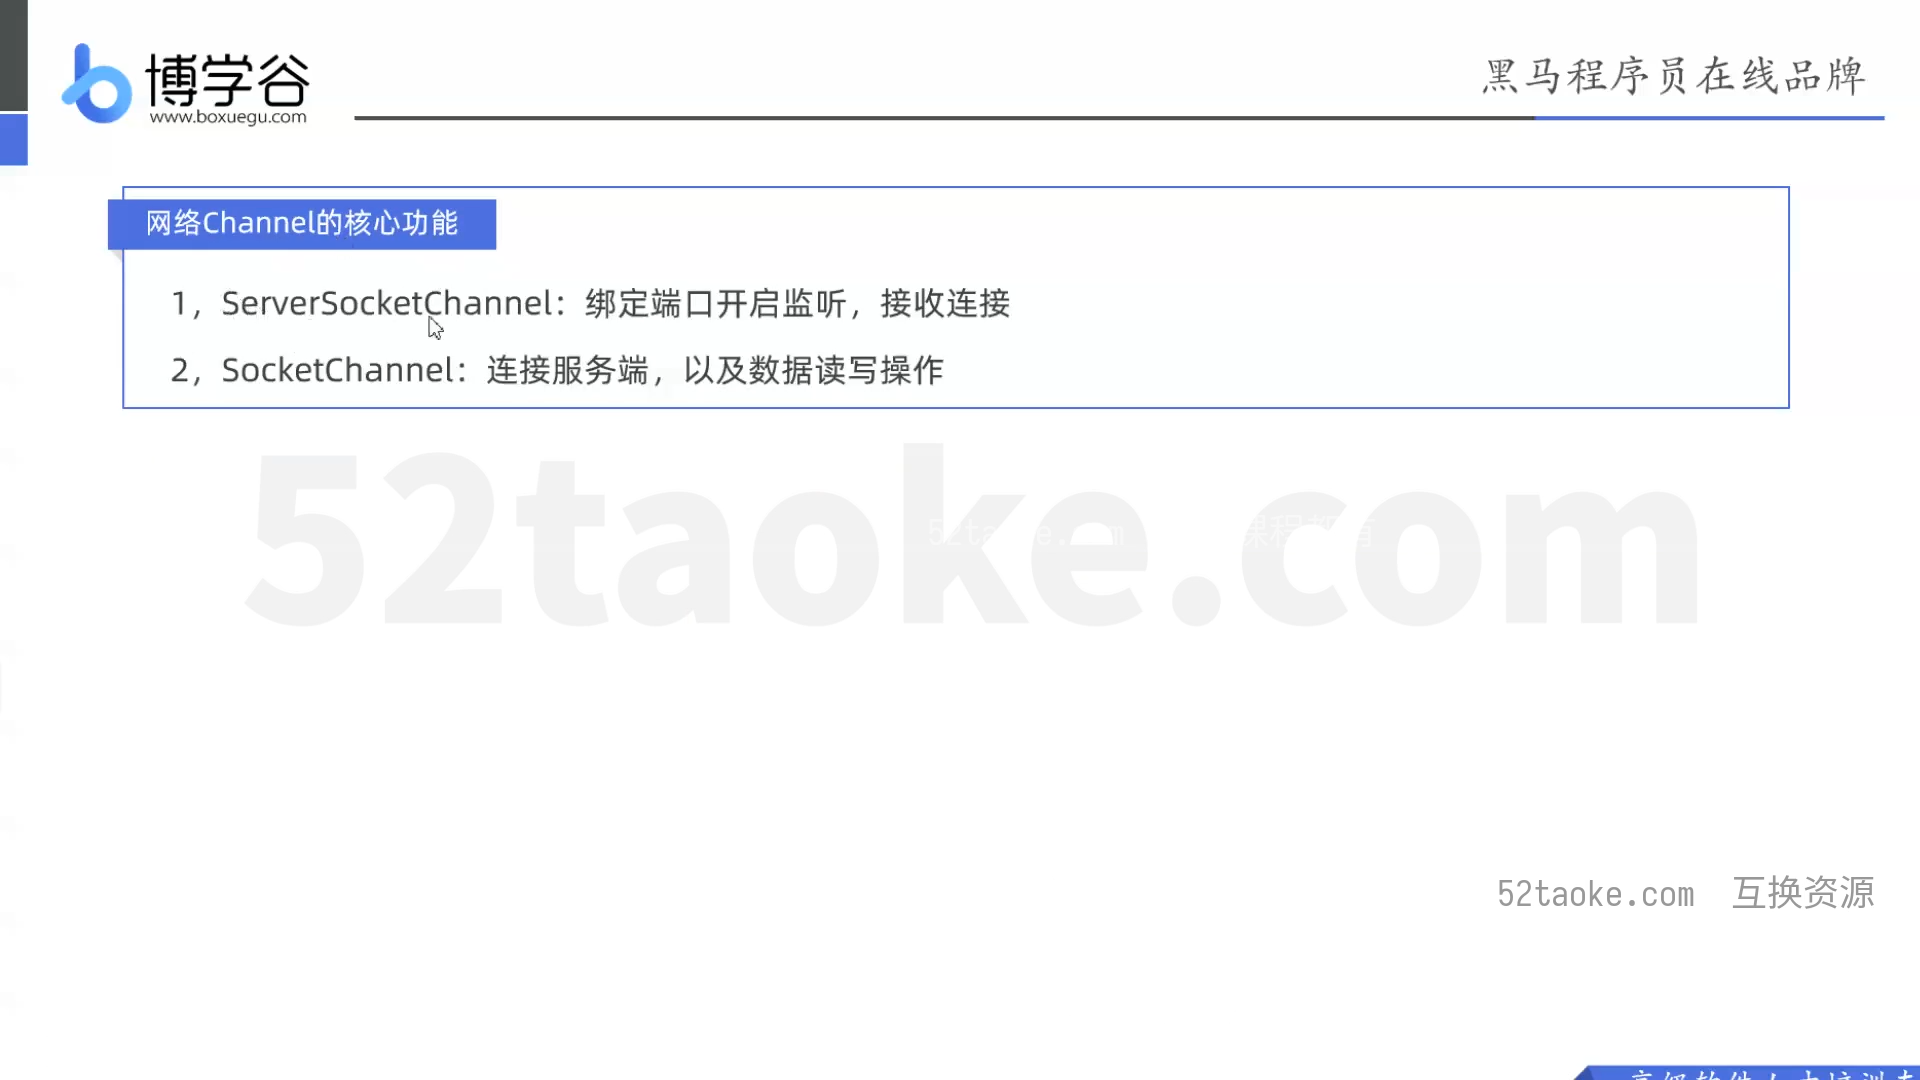 博学谷
www.boxuegu.com
黑马程序员在线品牌
网络Channel的核心功能
1，ServerSocketChannel：绑定端口开启监听，接收连接
2，SocketChannel：连接服务端，以及数据读写操作
52taoke.com
52taoke.com 互换资源